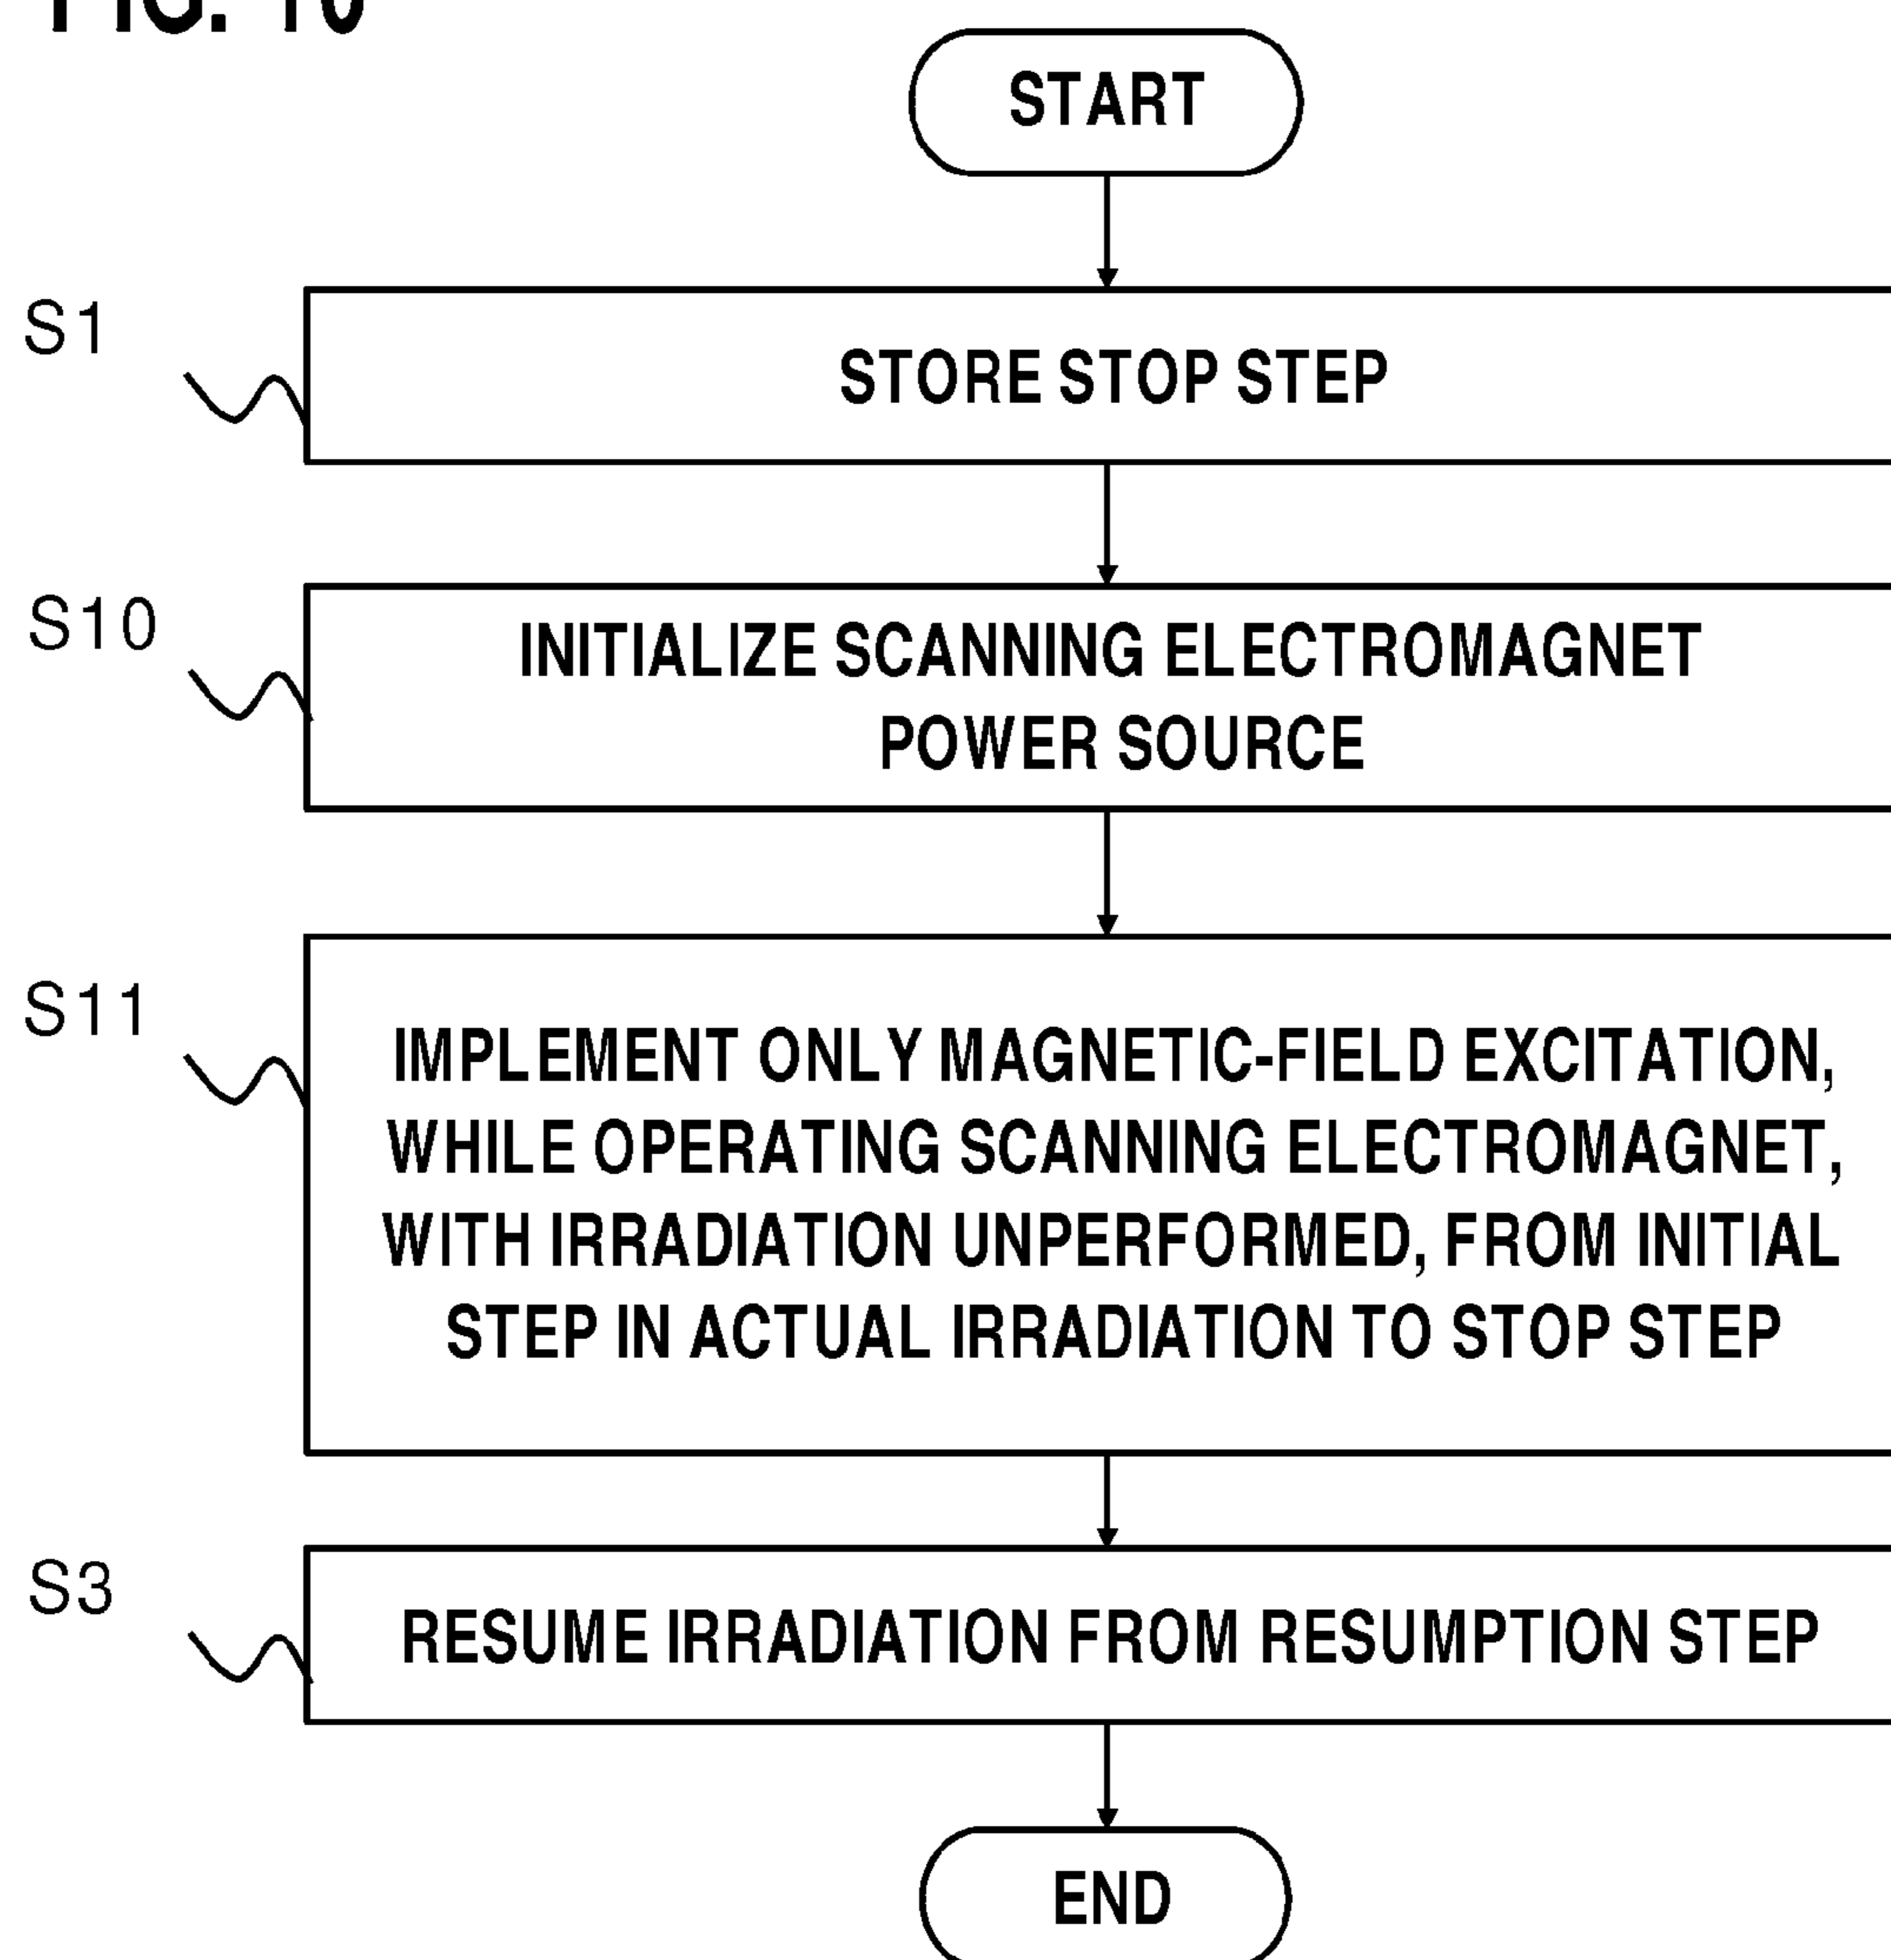 FIG. 10
START
S1
STORE STOP STEP
S10
INITIALIZE SCANNING ELECTROMAGNET
POWER SOURCE
S11
IMPLEMENT ONLY MAGNETIC-FIELD EXCITATION,
WHILE OPERATING SCANNING ELECTROMAGNET,
WITH IRRADIATION UNPERFORMED, FROM INITIAL
STEP IN ACTUAL IRRADIATION TO STOP STEP
S3
RESUME IRRADIATION FROM RESUMPTION STEP
END